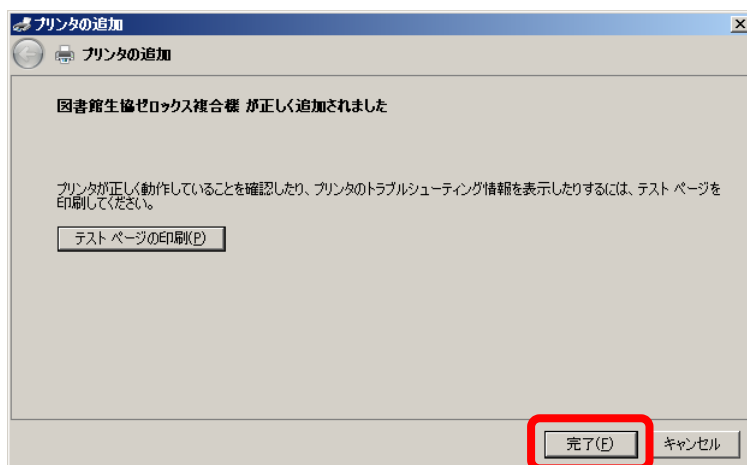 プリンタの追加
プリンタの追加
図書館生協ゼロックス複合機 が正しく追加されました
プリンタが正しく動作していることを確認したり、プリンタのトラブルシューティング情報を表示したりするには、テスト ページを
印刷してください。
テスト ページの印刷(P)
完了(F)
キャンセル